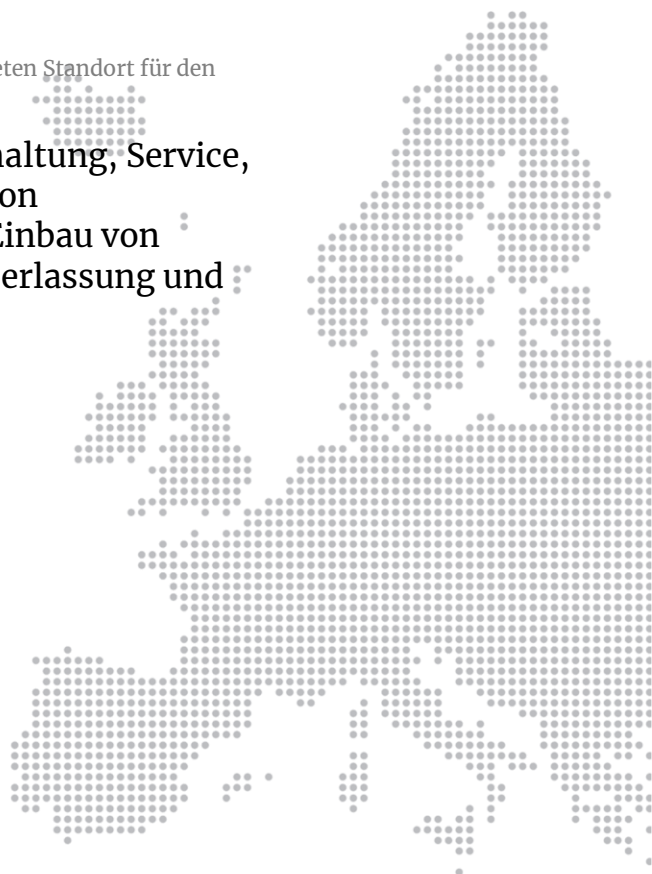 eten Standort für den
altung, Service,
on
Einbau von
erlassung und